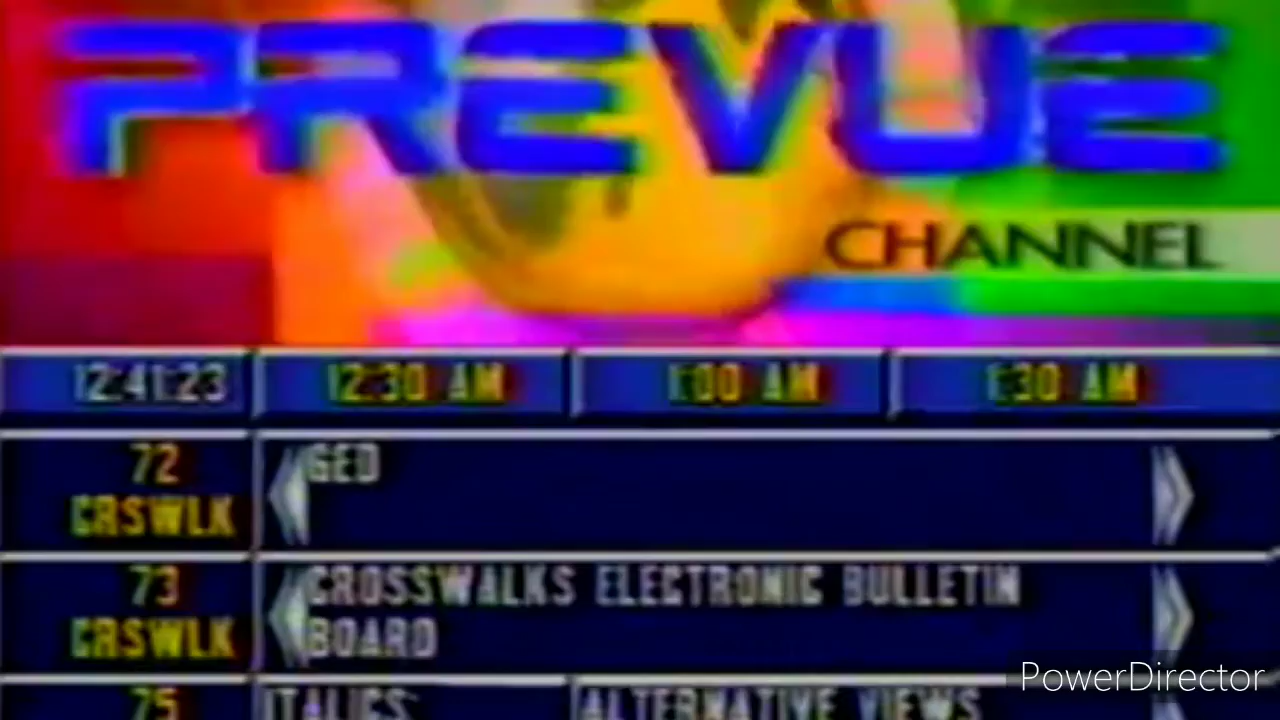 PREVUE
CHANNEL
12:41:23 12:30 AM 1:00 AM 1:30 AM
72 GED
CRSWLK
73 CROSSWALKS ELECTRONIC BULLETIN
CRSWLK BOARD
75 ITALICS ALTERNATIVE VIEWS
PowerDirector